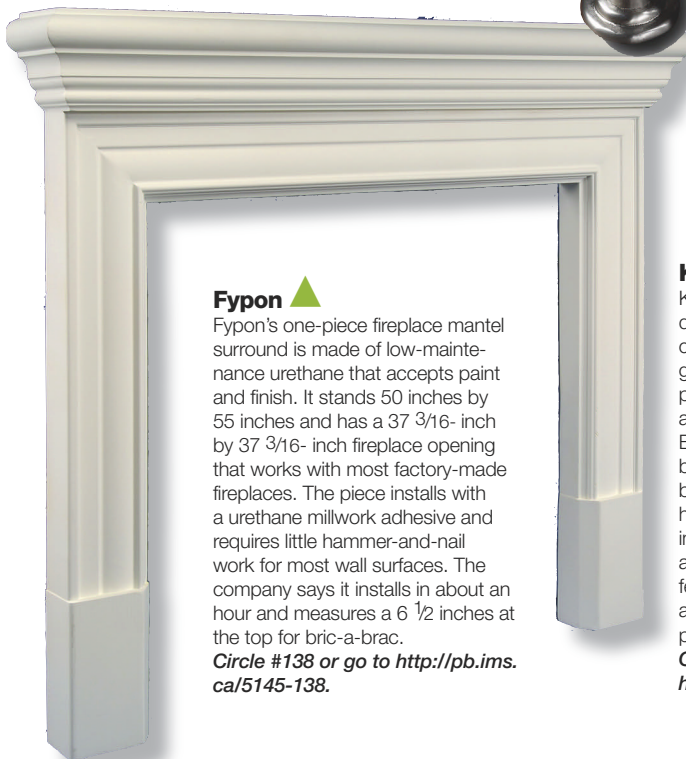 Fypon
Fypon's one-piece fireplace mantel
surround is made of low-mainte-
nance urethane that accepts paint
and finish. It stands 50 inches by
55 inches and has a 37 3/16- inch
by 37 3/16- inch fireplace opening
that works with most factory-made
fireplaces. The piece installs with
a urethane millwork adhesive and
requires little hammer-and-nail
work for most wall surfaces. The
company says it installs in about an
hour and measures a 6 1/2 inches at
the top for bric-a-brac.
Circle #138 or go to http://pb.ims.
ca/5145-138.